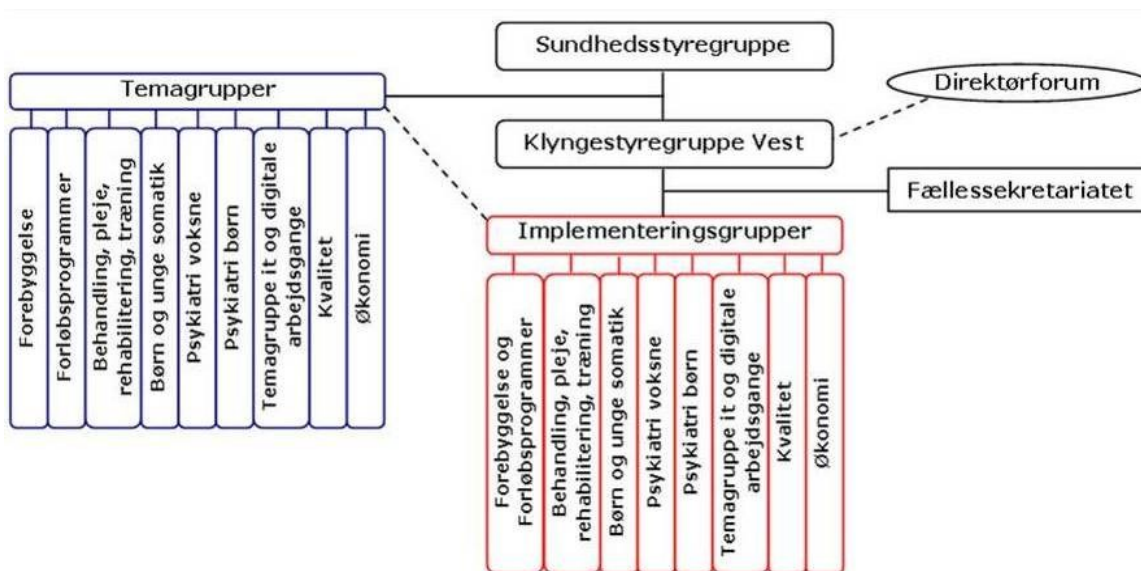 Sundhedsstyregruppe
Temagrupper
Direktørforum
Klyngestyregruppe Vest
Fællessekretariatet
Implementeringsgrupper
Forebyggelse
Forløbsprogrammer
Behandling, pleje,
rehabilitering, træning
Børn og unge somatik
Psykiatri voksne
Psykiatri børn
Temagruppe it og digitale
arbejdsgange
Kvalitet
Økonomi
Forebyggelse og
Forløbsprogrammer
Behandling, pleje,
rehabilitering, træning
Børn og unge somatik
Psykiatri voksne
Psykiatri børn
Temagruppe it og digitale
arbejdsgange
Kvalitet
Økonomi